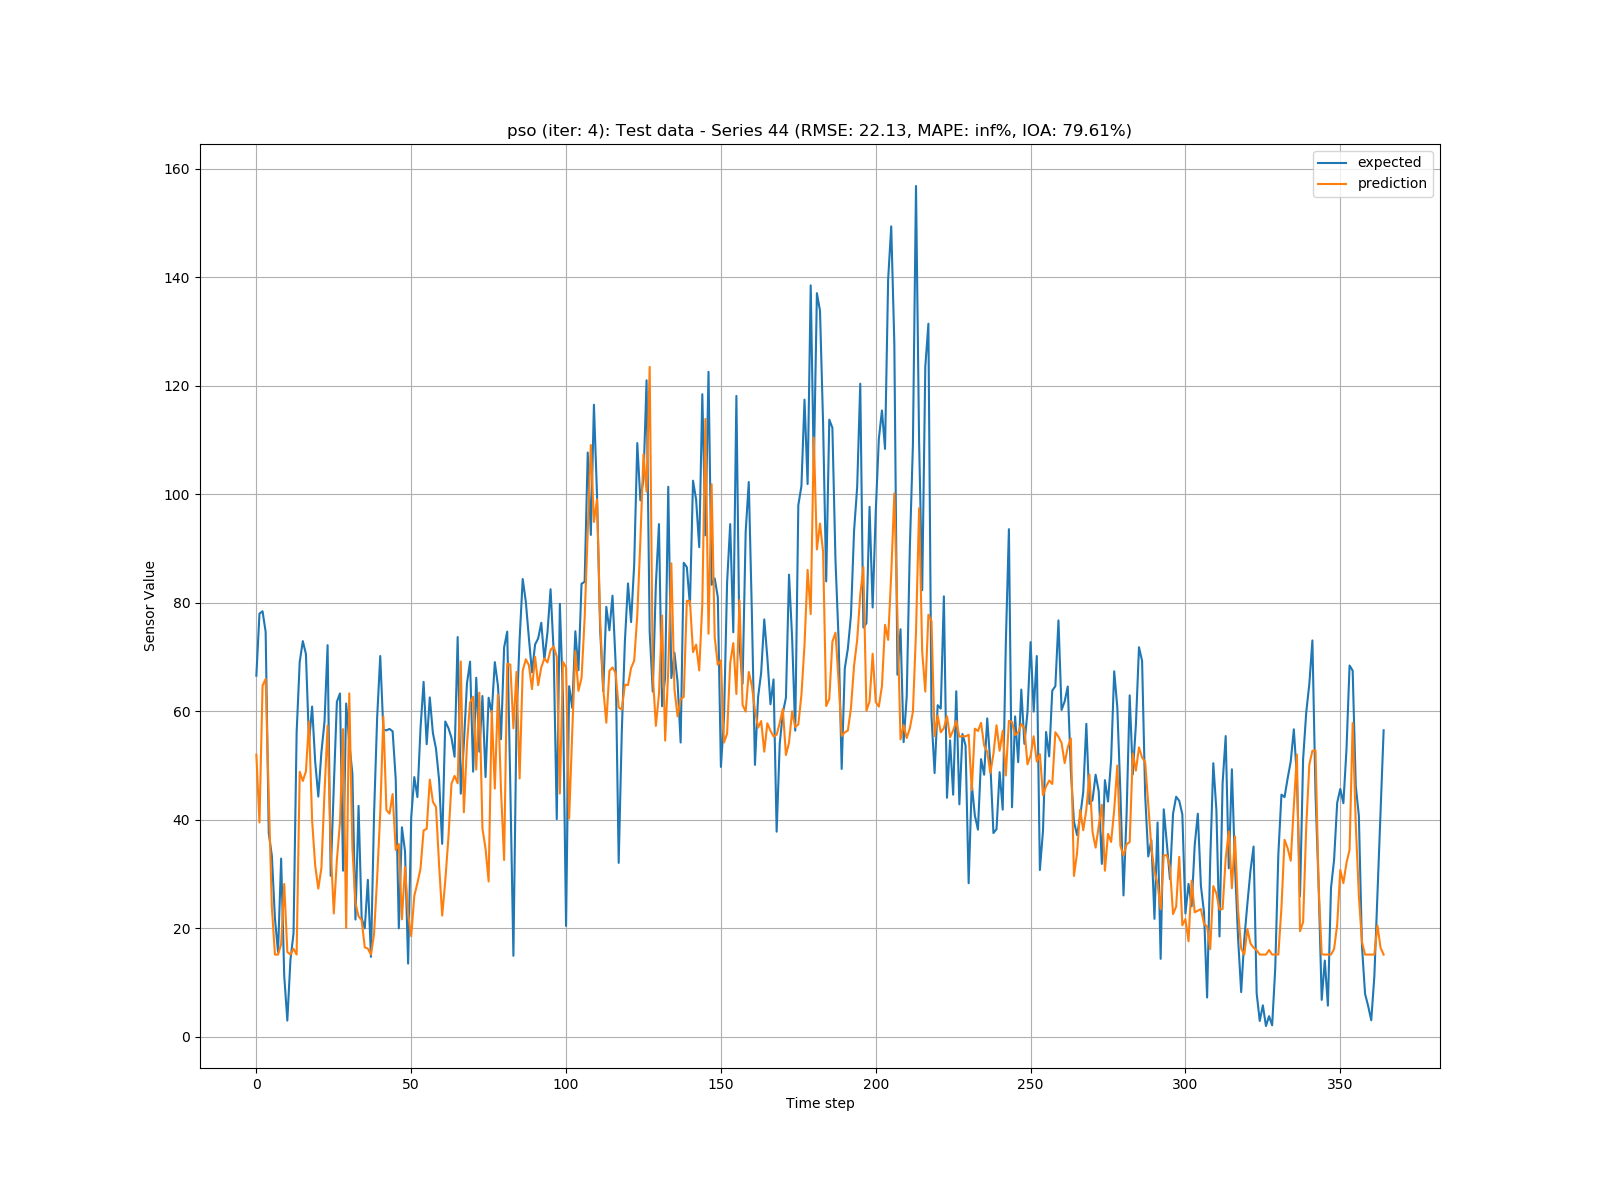 pso (iter: 4): Test data - Series 44 (RMSE: 22.13, MAPE: inf%, IOA: 79.61%)
expected
prediction
160
140
120
100
80
60
40
20
0
Sensor Value
0 50 100 150 200 250 300 350
Time step